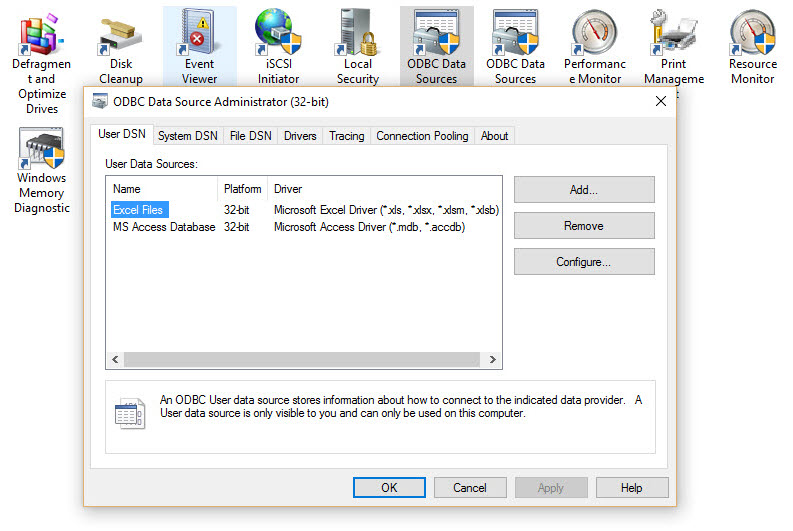 Defragment and Optimize Drives
Disk Cleanup
Event Viewer
iSCSI Initiator
Local Security
ODBC Data Sources
ODBC Data Sources
Performance Monitor
Print Manageme
t
Resource Monitor
Windows Memory Diagnostic
ODBC Data Source Administrator (32-bit)
User DSN System DSN File DSN Drivers Tracing Connection Pooling About
User Data Sources:
Name Platform Driver
Excel Files 32-bit Microsoft Excel Driver (*.xls, *.xlsx, *.xlsm, *.xlsb)
MS Access Database 32-bit Microsoft Access Driver (*.mdb, *.accdb)
Add...
Remove
Configure...
An ODBC User data source stores information about how to connect to the indicated data provider. A
User data source is only visible to you and can only be used on this computer.
OK Cancel Apply Help